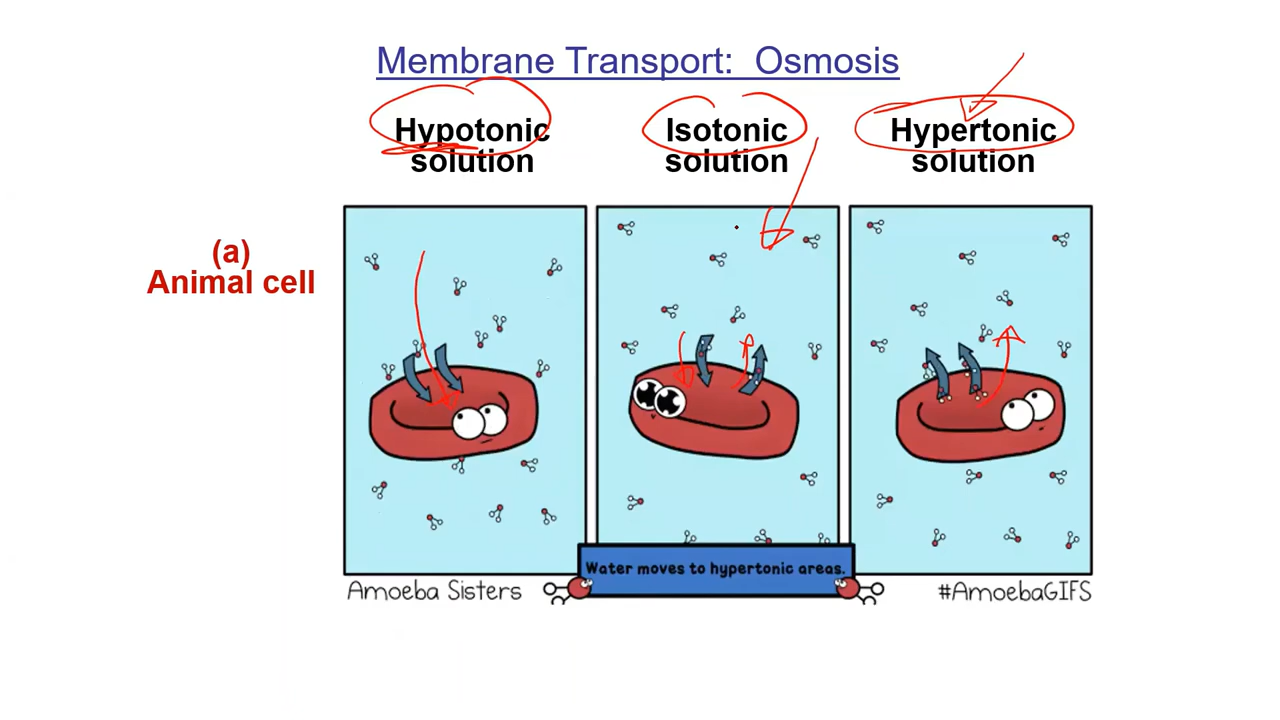 Membrane Transport:  Osmosis
Hypotonic
solution
Isotonic
solution
Hypertonic
solution
(a)
Animal cell
Water moves to hypertonic areas.
Amoeba Sisters
#AmoebaGIFS